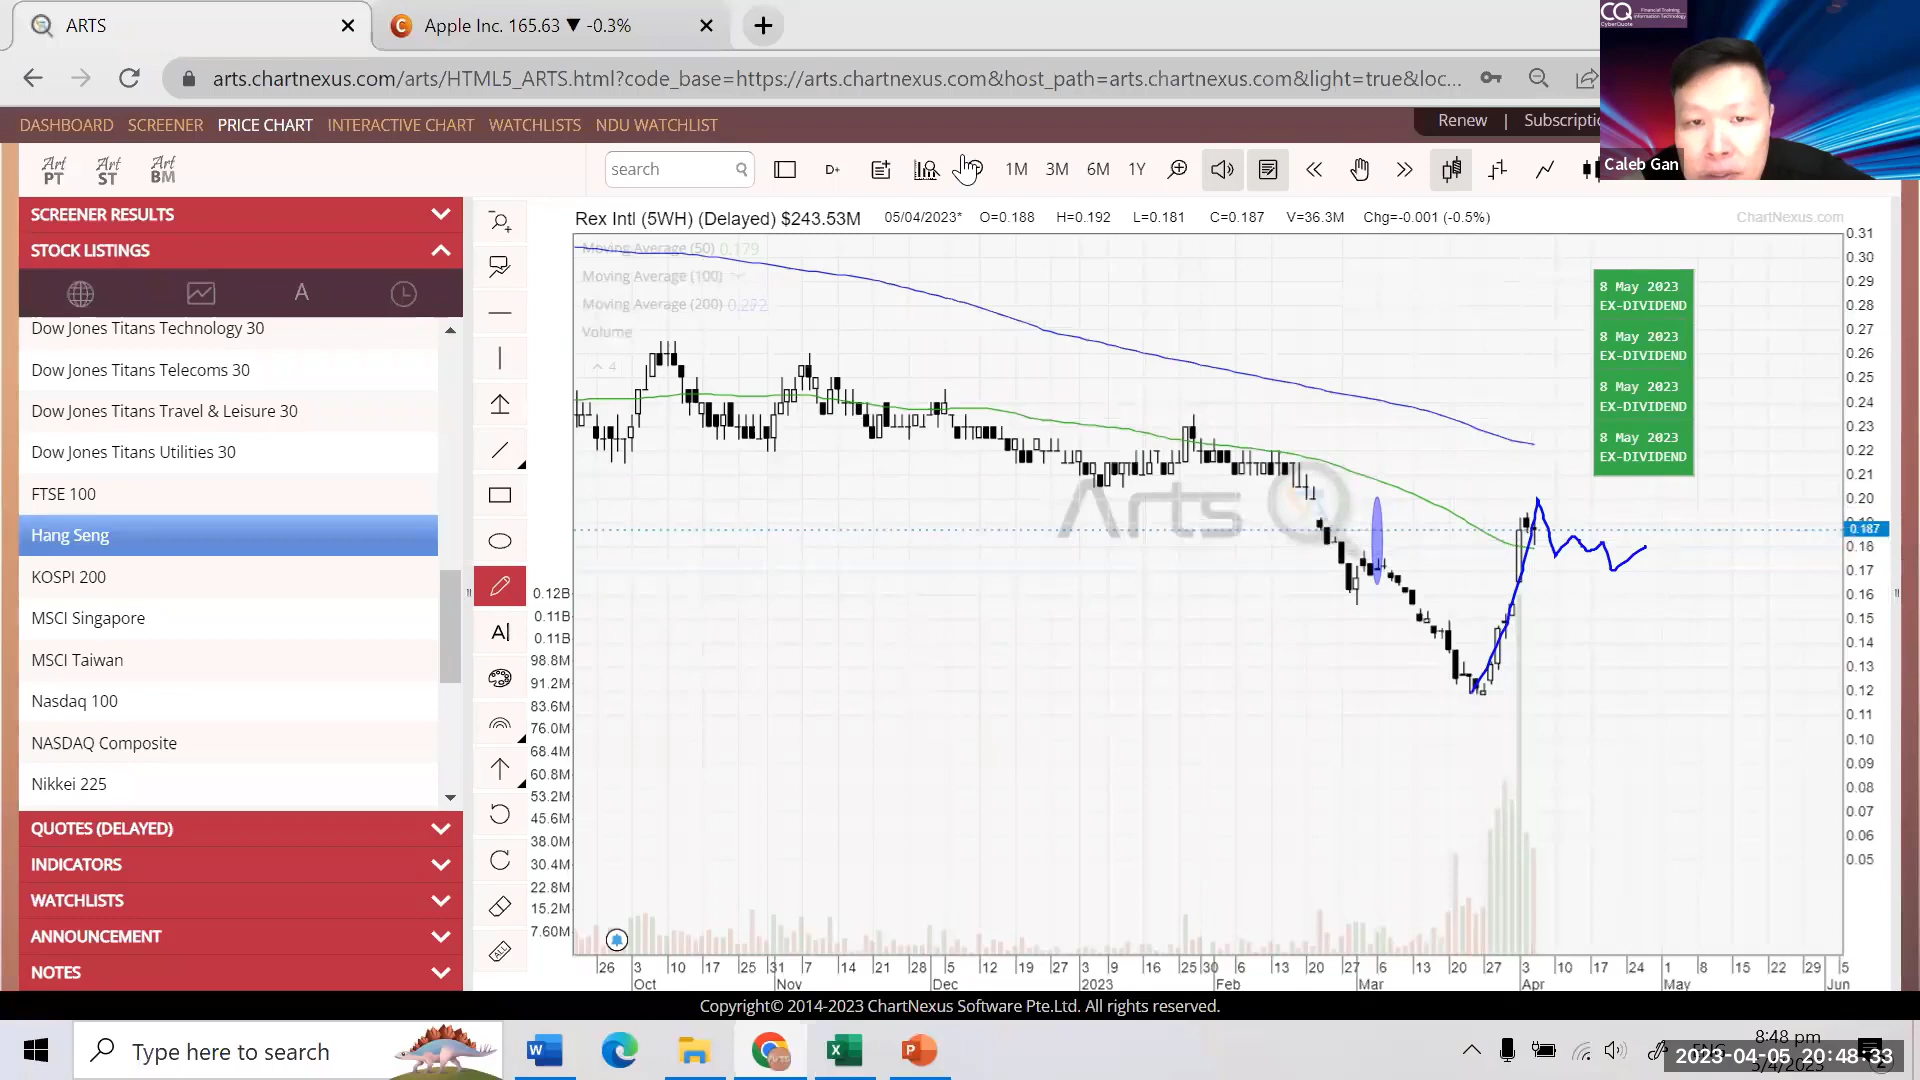 ARTS
Apple Inc. 165.63 ▼ -0.3%
arts.chartnexus.com/arts/HTML5_ARTS.html?code_base=https://arts.chartnexus.com&host_path=arts.chartnexus.com&light=true&loc...
CQ
CyberQuote
Financial Training
Information Technology
Caleb Gan
DASHBOARD SCREENER PRICE CHART INTERACTIVE CHART WATCHLISTS NDU WATCHLIST
Renew | Subscriptio
Art PT
Art ST
Art BM
search
D+
1M 3M 6M 1Y
SCREENER RESULTS
STOCK LISTINGS
A
Dow Jones Titans Technology 30
Dow Jones Titans Telecoms 30
Dow Jones Titans Travel & Leisure 30
Dow Jones Titans Utilities 30
FTSE 100
Hang Seng
KOSPI 200
MSCI Singapore
MSCI Taiwan
Nasdaq 100
NASDAQ Composite
Nikkei 225
QUOTES (DELAYED)
INDICATORS
WATCHLISTS
ANNOUNCEMENT
NOTES
A|
ALL
Rex Intl (5WH) (Delayed) $243.53M 05/04/2023* O=0.188 H=0.192 L=0.181 C=0.187 V=36.3M Chg=-0.001 (-0.5%)
ChartNexus.com
Moving Average (50) 0.179
Moving Average (100)
Moving Average (200)
Volume
4
Arts
8 May 2023
EX-DIVIDEND
8 May 2023
EX-DIVIDEND
8 May 2023
EX-DIVIDEND
8 May 2023
EX-DIVIDEND
0.31
0.30
0.29
0.28
0.27
0.26
0.25
0.24
0.23
0.22
0.21
0.20
0.187
0.18
0.17
0.16
0.15
0.14
0.13
0.12
0.11
0.10
0.09
0.08
0.07
0.06
0.05
0.12B
0.11B
0.11B
98.8M
91.2M
83.6M
76.0M
68.4M
60.8M
53.2M
45.6M
38.0M
30.4M
22.8M
15.2M
7.60M
26 3 10 17 25 31 7 14 21 28 5 12 19 27 3 9 16 25 30 6 13 20 27 6 13 20 27 3 10 17 24 1 8 15 22 29 5
Oct Nov Dec 2023 Feb Mar Apr May Jun
Copyright© 2014-2023 ChartNexus Software Pte.Ltd. All rights reserved.
Type here to search
8:48 pm
2023-04-05 20:48:33